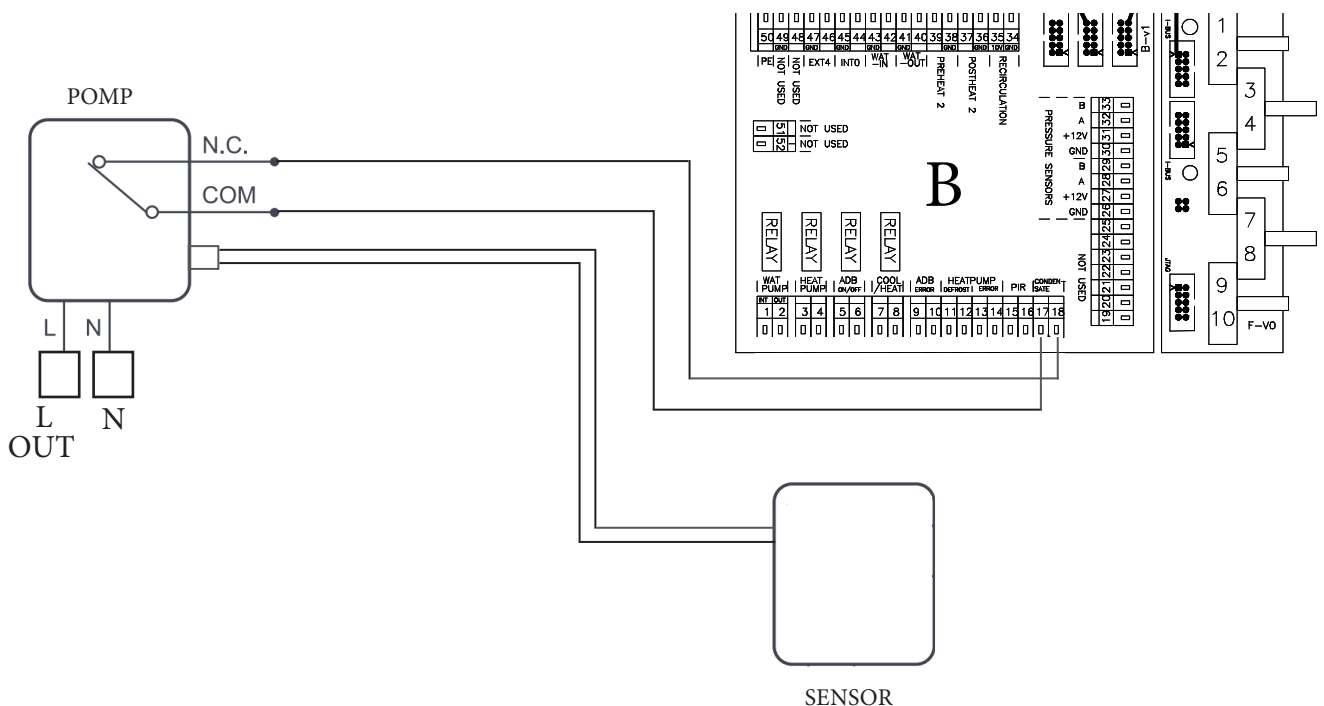 POMP
N.C.
COM
L N
L N
OUT
SENSOR
B
50 49 48 47 46 45 44 43 42 41 40 39 38 37 36 35 34
GND GND GND GND GND GND GND 10V GND
PE
NOT USED
NOT USED
EXT4
INTO
WAT
-IN
WAT
-OUT
PREHEAT 2
POSTHEAT 2
RECIRCULATION
51 NOT USED
52 NOT USED
RELAY RELAY RELAY RELAY
WAT
PUMP
HEAT
PUMP
ADB
ON/OFF
COOL
/HEAT
ADB
ERROR
HEATPUMP
DEFROST ERROR
PIR
CONDEN-
SATE
INT OUT
1 2 3 4 5 6 7 8 9 10 11 12 13 14 15 16 17 18
PRESSURE SENSORS
B 33
A 32
+12V 31
GND 30
B 29
A 28
+12V 27
GND 26
25
24
23
22
21
20
19
NOT USED
B-v1
I-BUS
I-BUS
JTAG
1
2
3
4
5
6
7
8
9
10
F-VO